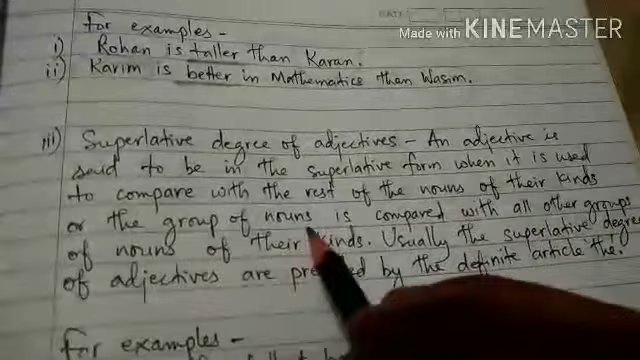 DATE
Made with KINEMASTER
for examples -
i) Rohan is taller than Karan.
ii) Karim is better in Mathematics than Wasim.
iii) Superlative degree of adjectives - An adjective is
said to be in the superlative form when it is used
to compare with the rest of the nouns of their kinds
or the group of nouns is compared with all other groups
of nouns of their kinds. Usually the superlative degree
of adjectives are preceded by the definite article 'the'.
for examples -